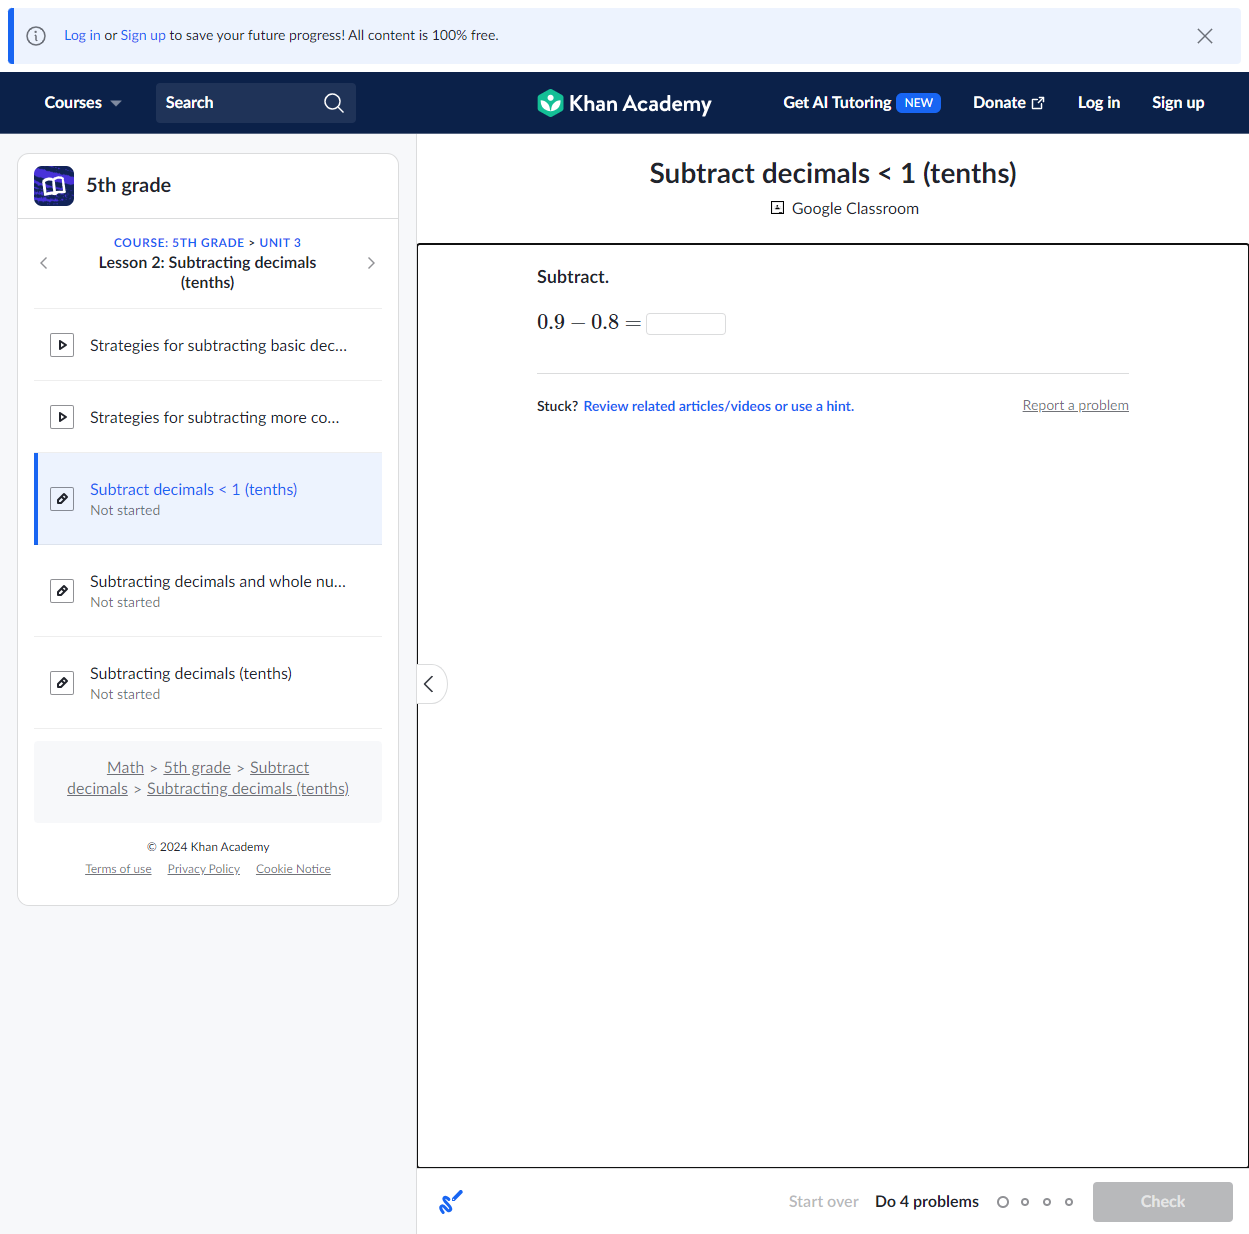 Log in or Sign up to save your future progress! All content is 100% free.
Courses
Search
Khan Academy
Get AI Tutoring NEW
Donate
Log in
Sign up
5th grade
COURSE: 5TH GRADE > UNIT 3
Lesson 2: Subtracting decimals
(tenths)
Strategies for subtracting basic dec...
Strategies for subtracting more co...
Subtract decimals < 1 (tenths)
Not started
Subtracting decimals and whole nu...
Not started
Subtracting decimals (tenths)
Not started
Math > 5th grade > Subtract
decimals > Subtracting decimals (tenths)
© 2024 Khan Academy
Terms of use Privacy Policy Cookie Notice
Subtract decimals < 1 (tenths)
Google Classroom
Subtract.
0.9 − 0.8 =
Stuck? Review related articles/videos or use a hint.
Report a problem
Start over
Do 4 problems
Check